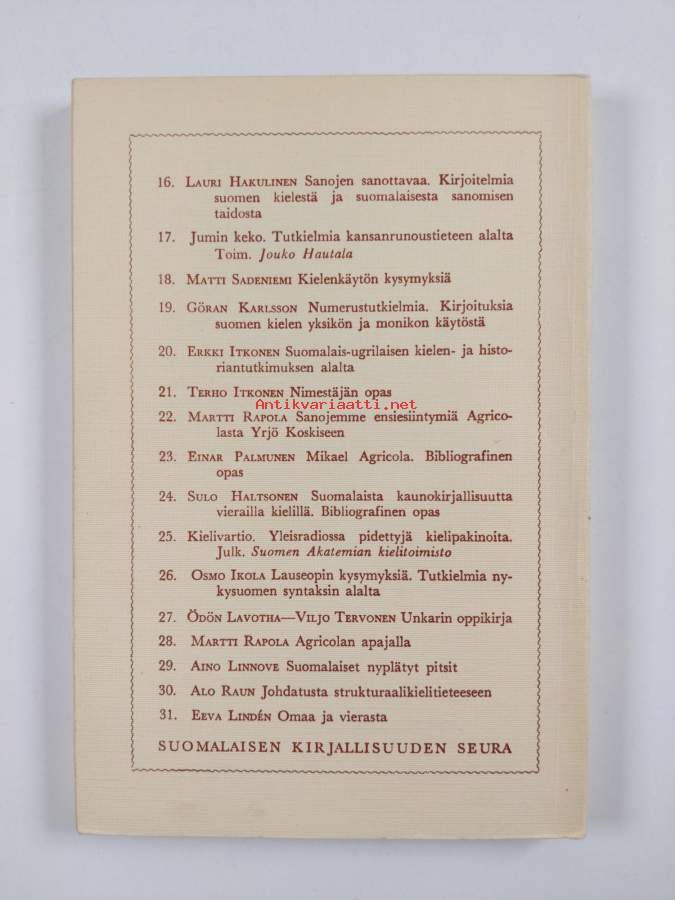 16. LAURI HAKULINEN Sanojen sanottavaa. Kirjoitelmia
suomen kielestä ja suomalaisesta sanomisen
taidosta
17. Jumin keko. Tutkielmia kansanrunoustieteen alalta
Toim. Jouko Hautala
18. MATTI SADENIEMI Kielenkäytön kysymyksiä
19. GÖRAN KARLSSON Numerustutkielmia. Kirjoituksia
suomen kielen yksikön ja monikon käytöstä
20. ERKKI ITKONEN Suomalais-ugrilaisen kielen- ja histo-
riantutkimuksen alalta
21. TERHO ITKONEN Nimestäjän opas
Antikvariaatti.net
22. MARTTI RAPOLA Sanojemme ensiesiintymiä Agrico-
lasta Yrjö Koskiseen
23. EINAR PALMUNEN Mikael Agricola. Bibliografinen
opas
24. SULO HALTSONEN Suomalaista kaunokirjallisuutta
vierailla kielillä. Bibliografinen opas
25. Kielivartio. Yleisradiossa pidettyjä kielipakinoita.
Julk. Suomen Akatemian kielitoimisto
26. OSMO IKOLA Lauseopin kysymyksiä. Tutkielmia ny-
kysuomen syntaksin alalta
27. ÖDÖN LAVOTHA—VILJO TERVONEN Unkarin oppikirja
28. MARTTI RAPOLA Agricolan apajalla
29. AINO LINNOVE Suomalaiset nyplätyt pitsit
30. ALO RAUN Johdatusta strukturaalikielitieteeseen
31. EEVA LINDÉN Omaa ja vierasta
SUOMALAISEN KIRJALLISUUDEN SEURA